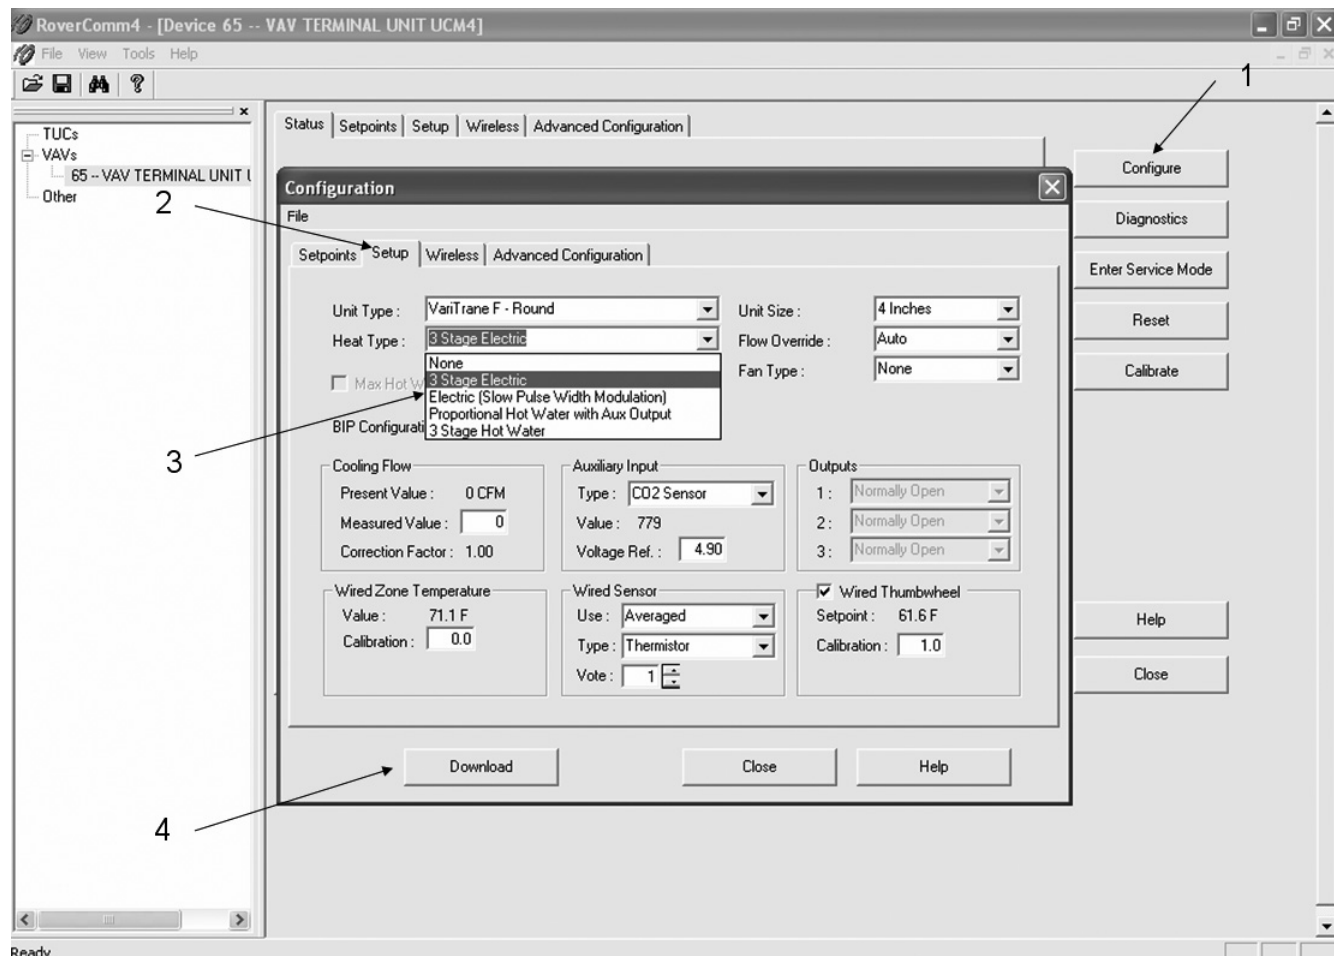 RoverComm4 - [Device 65 -- VAV TERMINAL UNIT UCM4]
File View Tools Help
1
TUCs
VAVs
65 -- VAV TERMINAL UNIT
Other
Status Setpoints Setup Wireless Advanced Configuration
Configure
Diagnostics
Enter Service Mode
Reset
Calibrate
Help
Close
2
Configuration
File
Setpoints Setup Wireless Advanced Configuration
Unit Type : VariTrane F - Round Unit Size : 4 Inches
Heat Type : 3 Stage Electric Flow Override : Auto
None
Fan Type : None
3 Stage Electric
Max Hot W
Electric (Slow Pulse Width Modulation)
Proportional Hot Water with Aux Output
BIP Configurati
3 Stage Hot Water
3
Cooling Flow
Present Value : 0 CFM
Measured Value : 0
Correction Factor : 1.00
Auxiliary Input
Type : CO2 Sensor
Value : 779
Voltage Ref. : 4.90
Outputs
1 : Normally Open
2 : Normally Open
3 : Normally Open
Wired Zone Temperature
Value : 71.1 F
Calibration : 0.0
Wired Sensor
Use : Averaged
Type : Thermistor
Vote : 1
Wired Thumbwheel
Setpoint : 61.6 F
Calibration : 1.0
Download Close Help
4
Ready